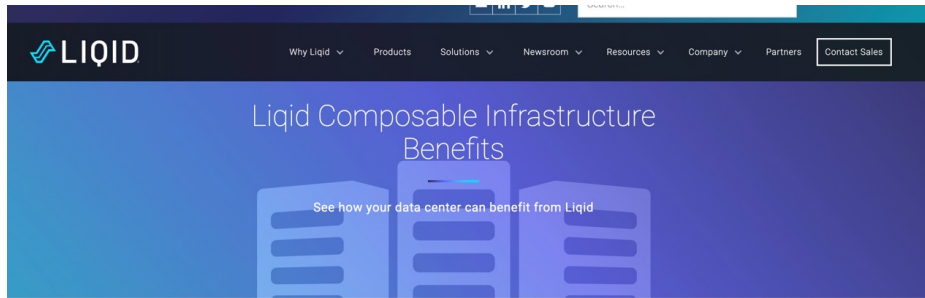 Search...
LIQID
Why Liqid
Products
Solutions
Newsroom
Resources
Company
Partners
Contact Sales
Liqid Composable Infrastructure
Benefits
See how your data center can benefit from Liqid